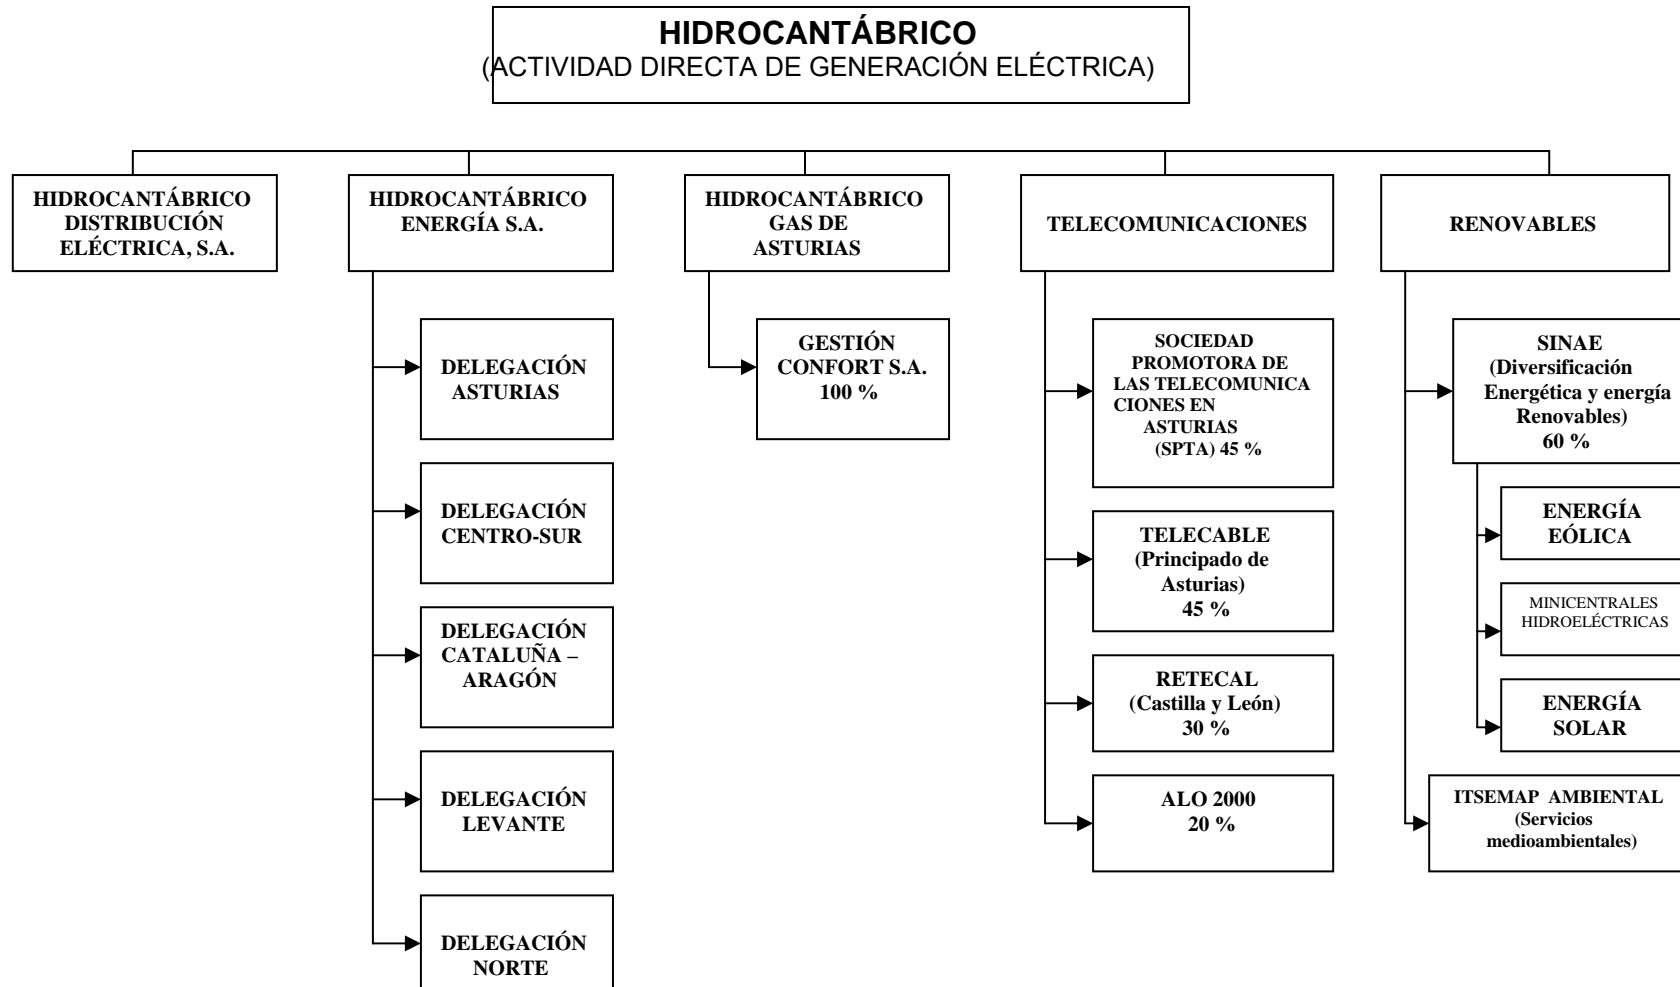 HIDROCANTÁBRICO
(ACTIVIDAD DIRECTA DE GENERACIÓN ELÉCTRICA)
HIDROCANTÁBRICO
DISTRIBUCIÓN
ELÉCTRICA, S.A.
HIDROCANTÁBRICO
ENERGÍA S.A.
HIDROCANTÁBRICO
GAS DE
ASTURIAS
TELECOMUNICACIONES
RENOVABLES
DELEGACIÓN
ASTURIAS
DELEGACIÓN
CENTRO-SUR
DELEGACIÓN
CATALUÑA –
ARAGÓN
DELEGACIÓN
LEVANTE
DELEGACIÓN
NORTE
GESTIÓN
CONFORT S.A.
100 %
SOCIEDAD
PROMOTORA DE
LAS TELECOMUNICA
CIONES EN
ASTURIAS
(SPTA) 45 %
TELECABLE
(Principado de
Asturias)
45 %
RETECAL
(Castilla y León)
30 %
ALO 2000
20 %
SINAE
(Diversificación
Energética y energía
Renovables)
60 %
ENERGÍA
EÓLICA
MINICENTRALES
HIDROELÉCTRICAS
ENERGÍA
SOLAR
ITSEMAP AMBIENTAL
(Servicios
medioambientales)